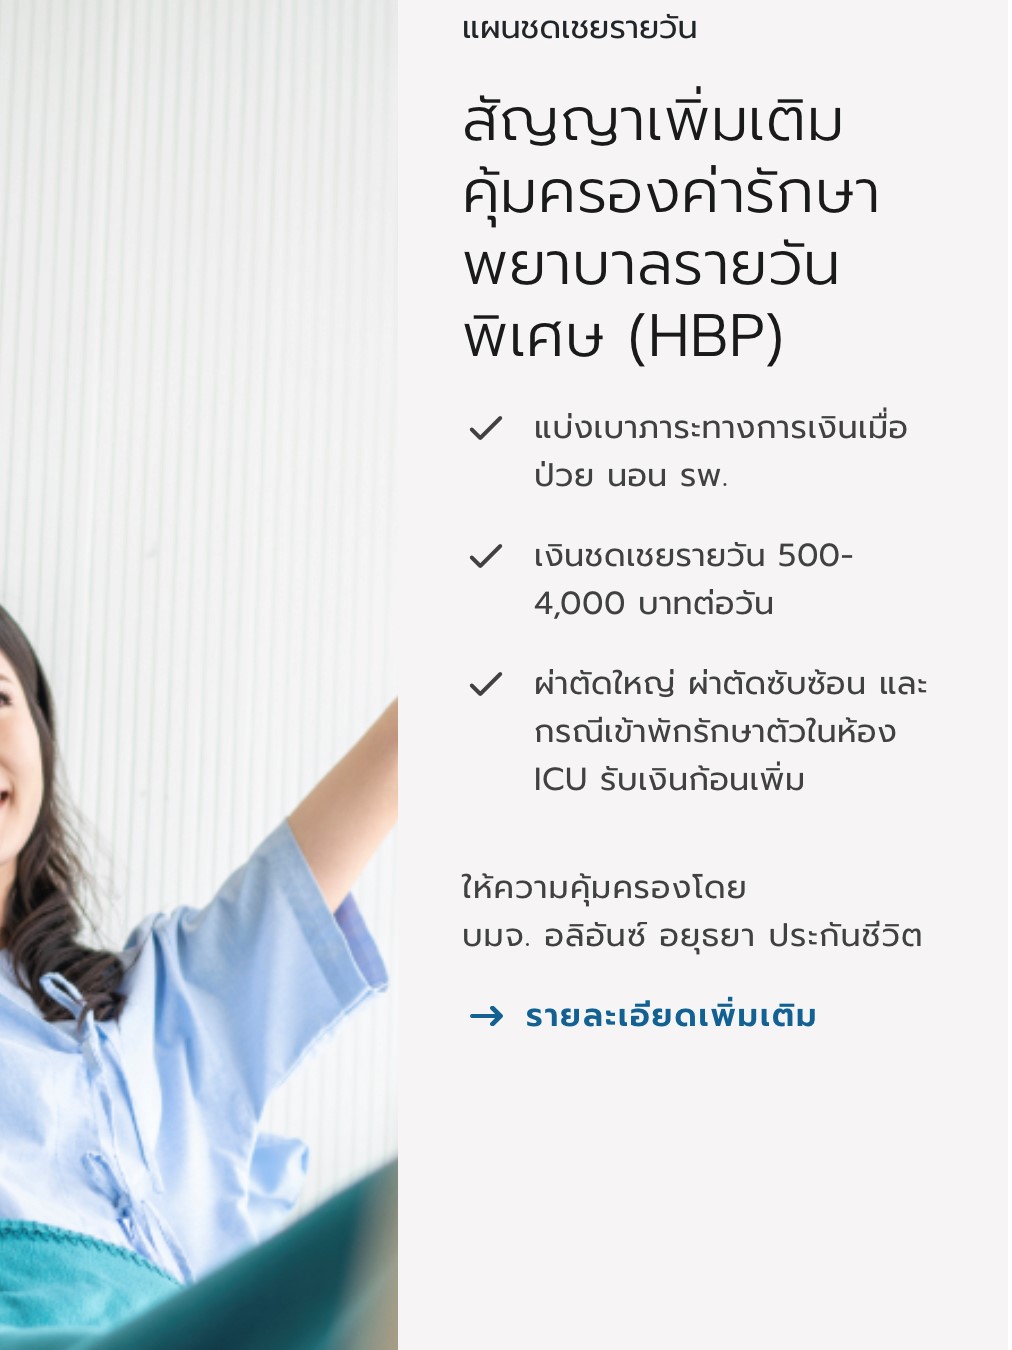 แผนชดเชยรายวัน
สัญญาเพิ่มเติม
คุ้มครองค่ารักษา
พยาบาลรายวัน
พิเศษ (HBP)
แบ่งเบาภาระทางการเงินเมื่อ
ป่วย นอน รพ.
เงินชดเชยรายวัน 500-
4,000 บาทต่อวัน
ผ่าตัดใหญ่ ผ่าตัดซับซ้อน และ
กรณีเข้าพักรักษาตัวในห้อง
ICU รับเงินก้อนเพิ่ม
ให้ความคุ้มครองโดย
บมจ. อลิอันซ์ อยุธยา ประกันชีวิต
→ รายละเอียดเพิ่มเติม